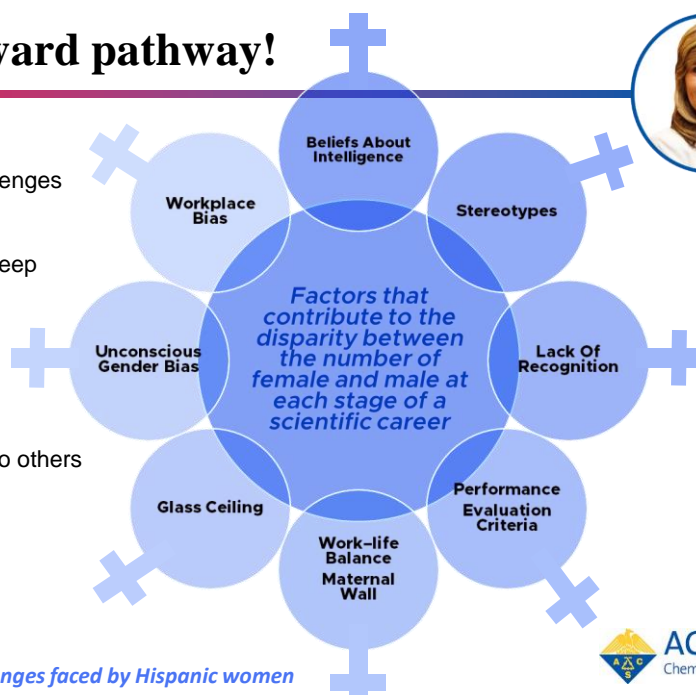 ward pathway!
enges
eep
o others
nges faced by Hispanic women
Beliefs About
Intelligence
Stereotypes
Lack Of
Recognition
Performance
Evaluation
Criteria
Work–life
Balance
Maternal
Wall
Glass Ceiling
Unconscious
Gender Bias
Workplace
Bias
Factors that
contribute to the
disparity between
the number of
female and male at
each stage of a
scientific career
A C S
AC
Chem